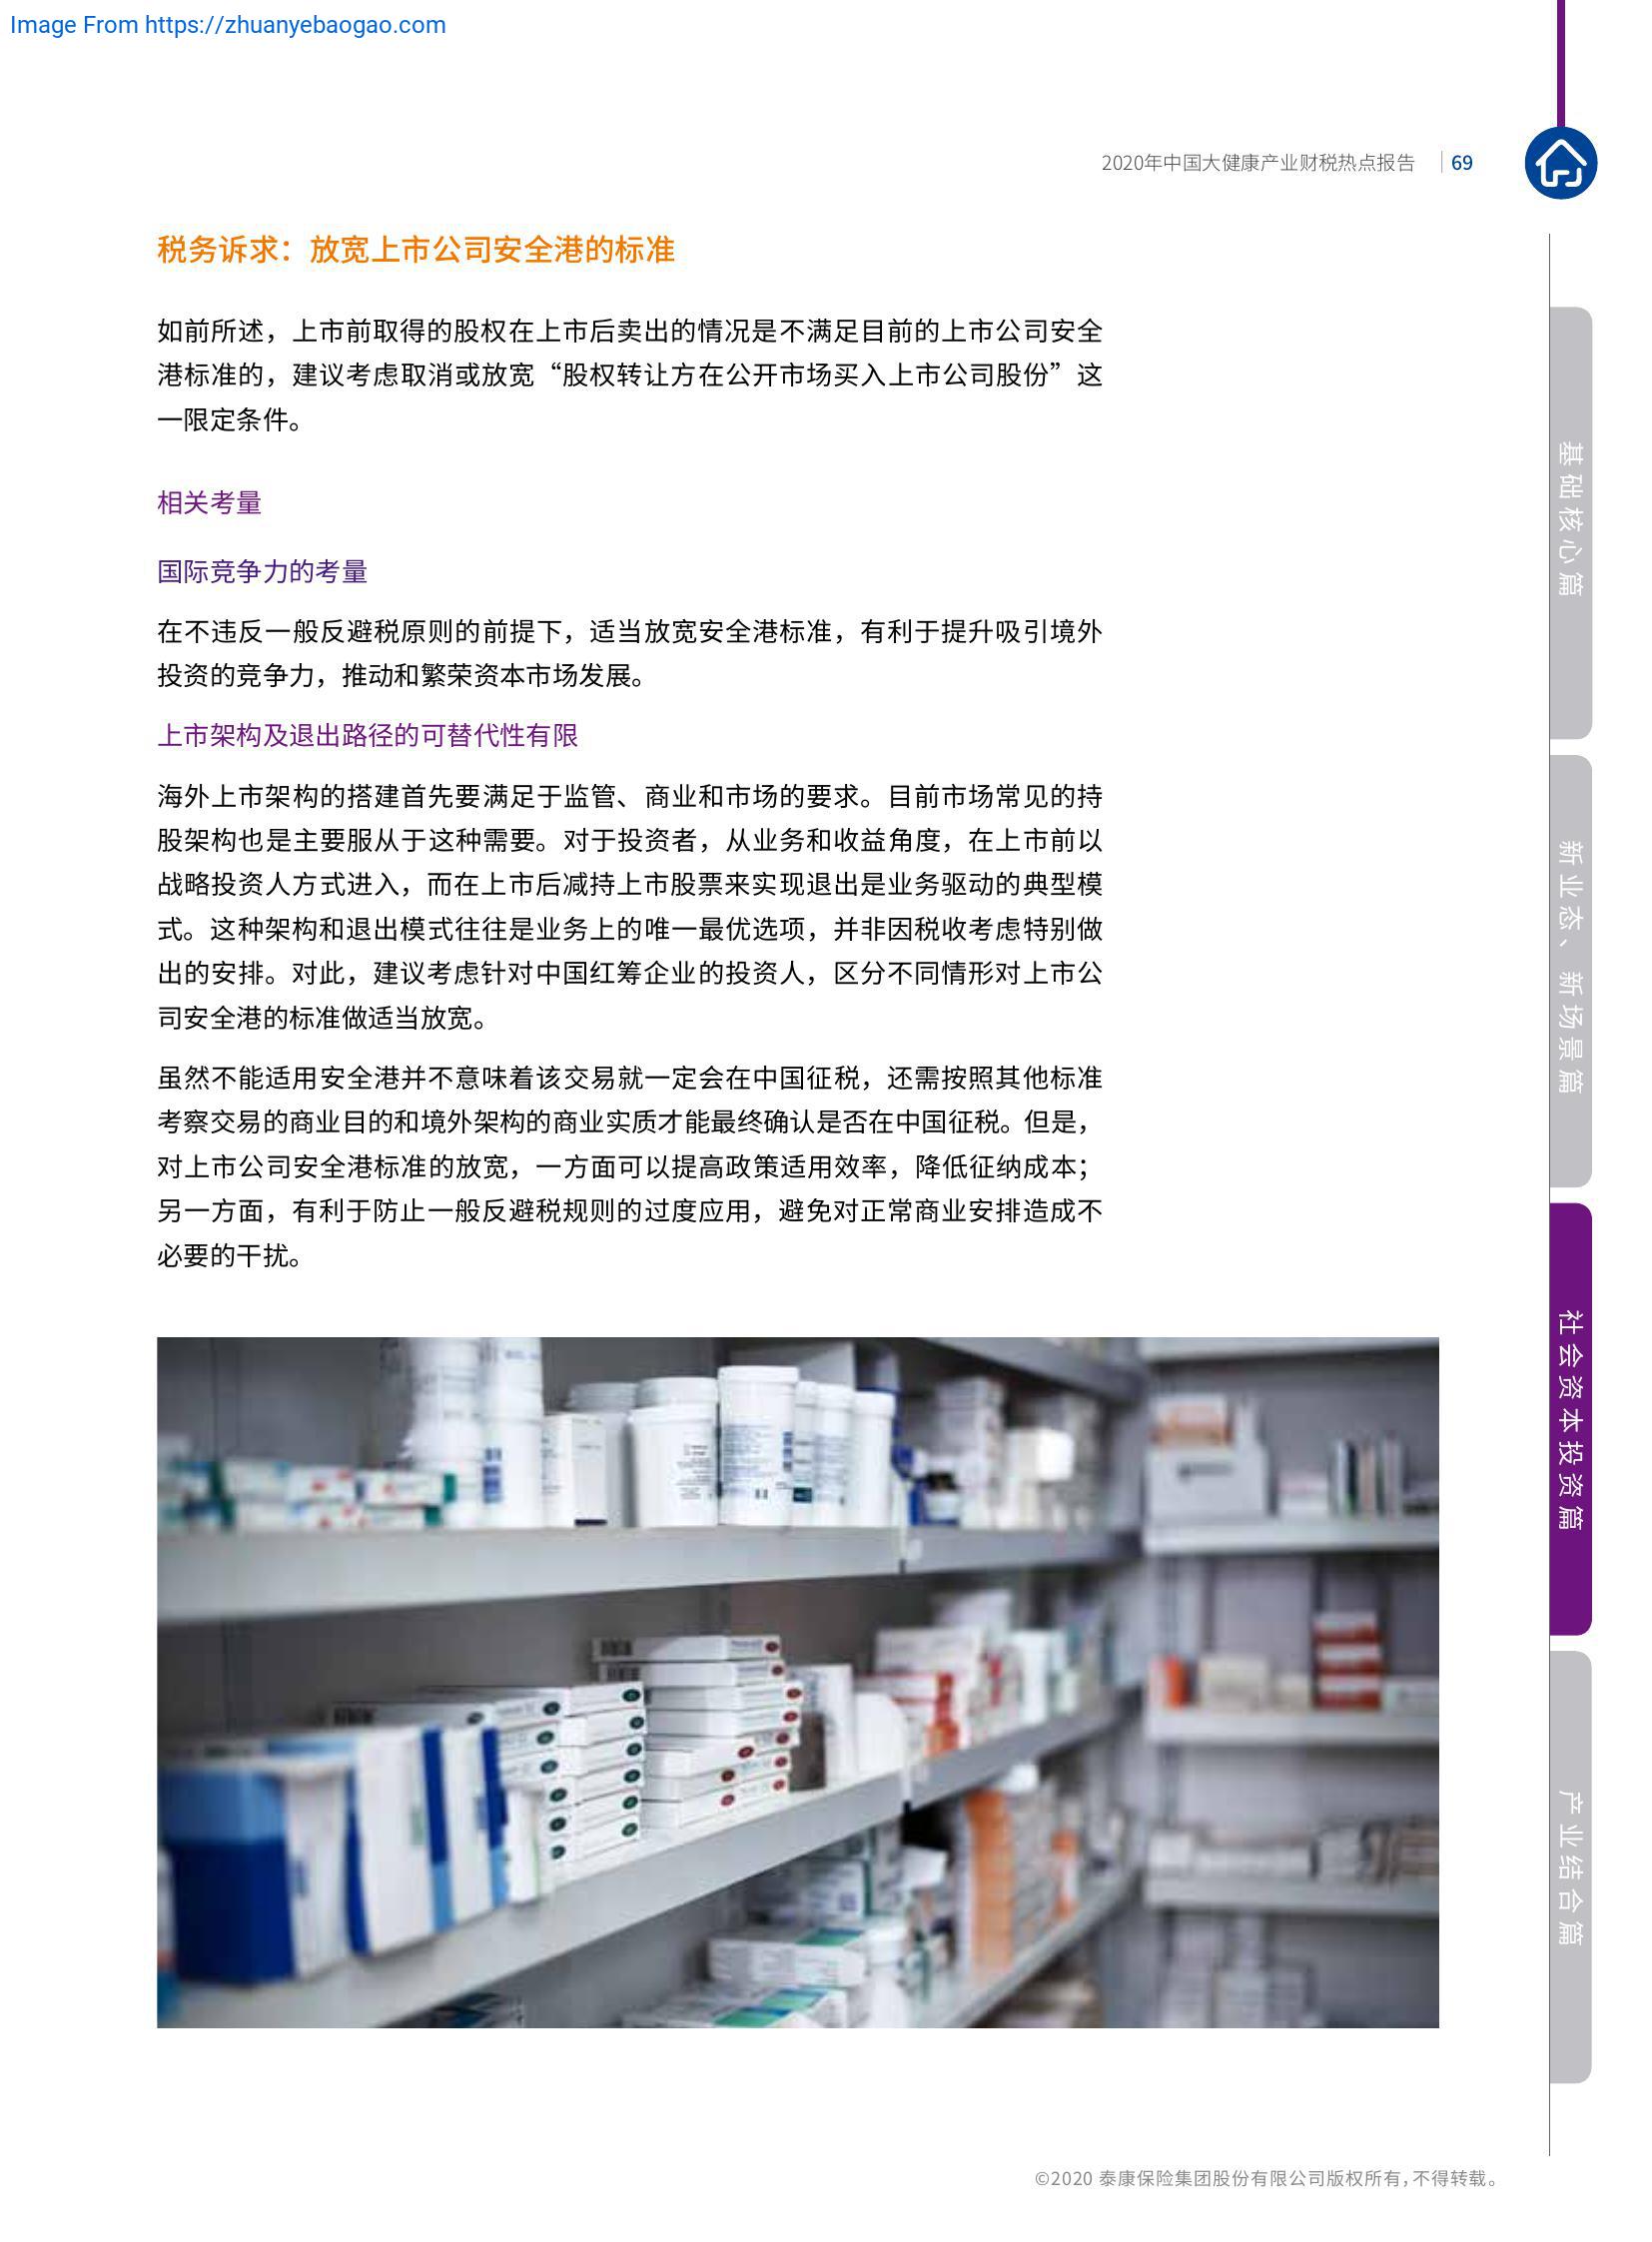 Image From https://zhuanyebaogao.com
2020年中国大健康产业财税热点报告
69
税务诉求：放宽上市公司安全港的标准
如前所述，上市前取得的股权在上市后卖出的情况是不满足目前的上市公司安全
港标准的，建议考虑取消或放宽“股权转让方在公开市场买入上市公司股份”这
一限定条件。
相关考量
国际竞争力的考量
在不违反一般反避税原则的前提下，适当放宽安全港标准，有利于提升吸引境外
投资的竞争力，推动和繁荣资本市场发展。
上市架构及退出路径的可替代性有限
海外上市架构的搭建首先要满足于监管、商业和市场的要求。目前市场常见的持
股架构也是主要服从于这种需要。对于投资者，从业务和收益角度，在上市前以
战略投资人方式进入，而在上市后减持上市股票来实现退出是业务驱动的典型模
式。这种架构和退出模式往往是业务上的唯一最优选项，并非因税收考虑特别做
出的安排。对此，建议考虑针对中国红筹企业的投资人，区分不同情形对上市公
司安全港的标准做适当放宽。
虽然不能适用安全港并不意味着该交易就一定会在中国征税，还需按照其他标准
考察交易的商业目的和境外架构的商业实质才能最终确认是否在中国征税。但是，
对上市公司安全港标准的放宽，一方面可以提高政策适用效率，降低征纳成本；
另一方面，有利于防止一般反避税规则的过度应用，避免对正常商业安排造成不
必要的干扰。
基础核心篇
新业态、新场景篇
社会资本投资篇
产业结合篇
©2020 泰康保险集团股份有限公司版权所有，不得转载。